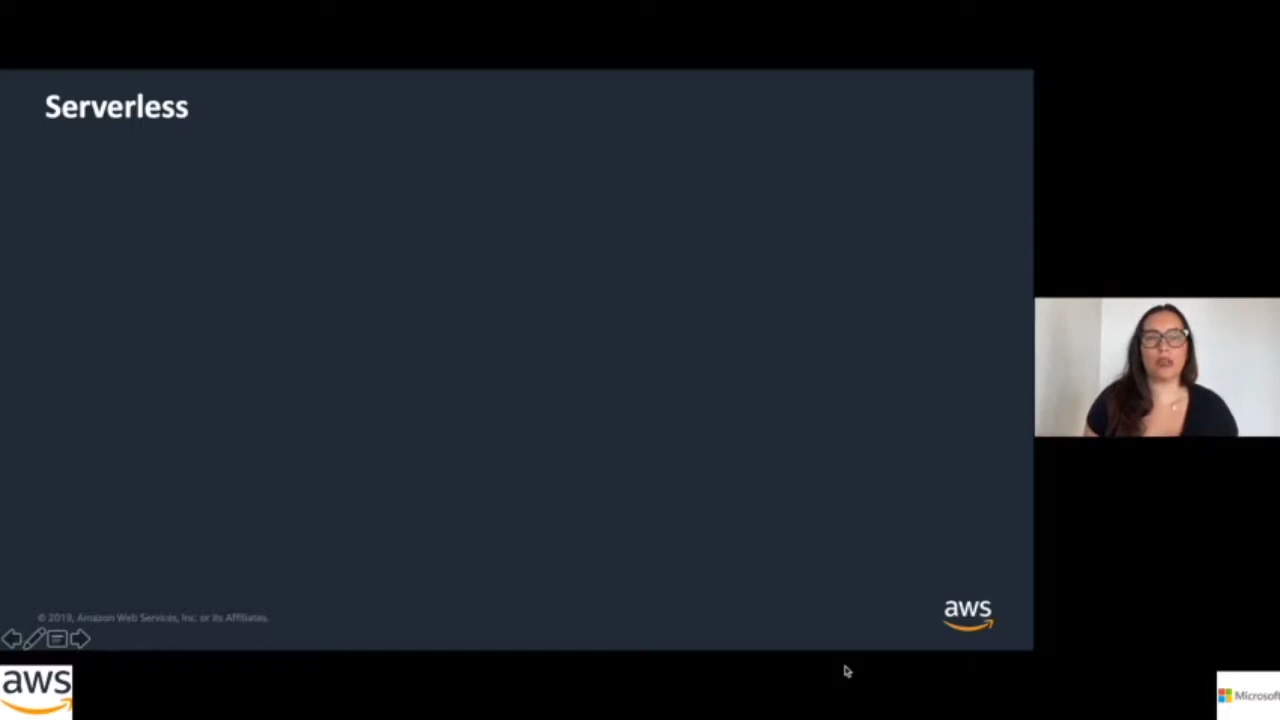 Serverless
© 2019, Amazon Web Services, Inc. or its Affiliates.
aws
aws
Microsoft